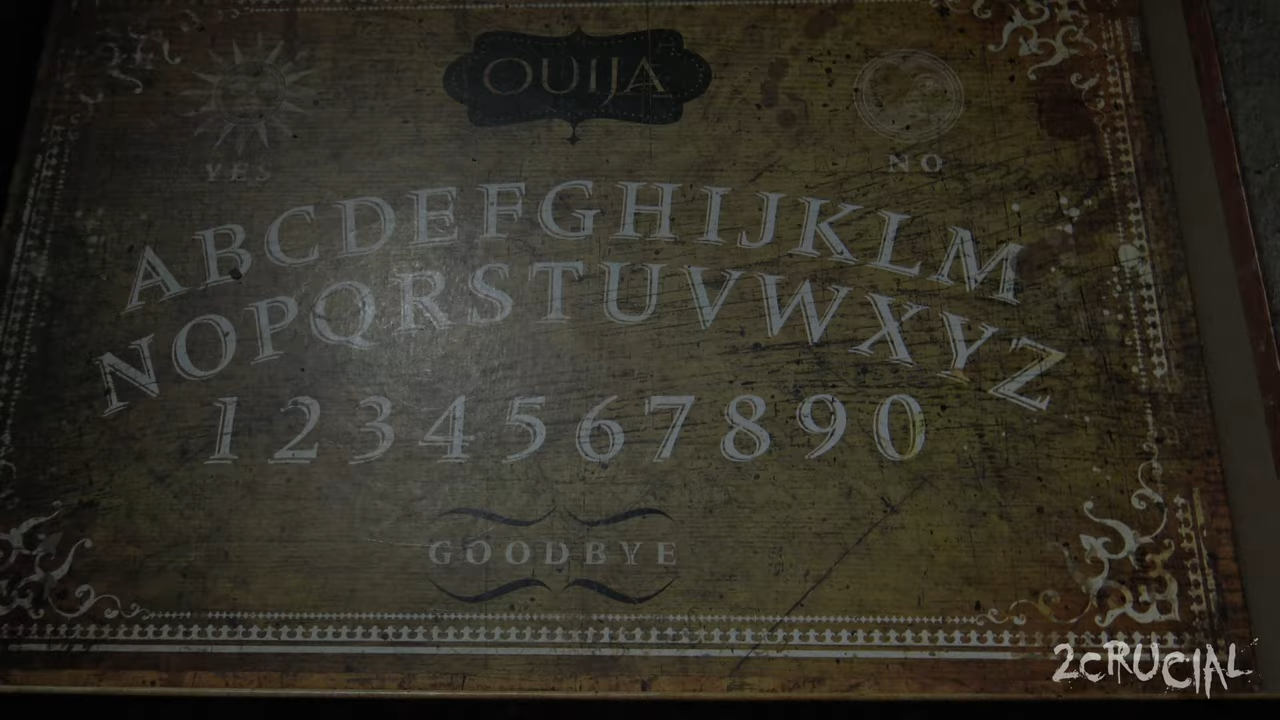 OUIJA
YES
NO
ABCDEFGHIJKLM
NOPQRSTUVWXYZ
1234567890
GOODBYE
2CRUCIAL